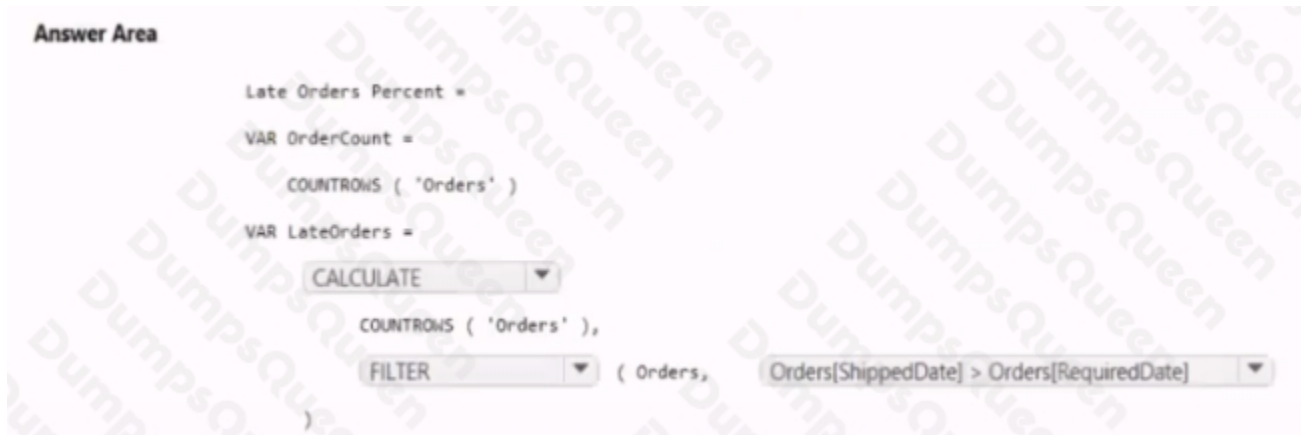 Answer Area
Late Orders Percent =
VAR OrderCount =
COUNTROWS ( 'Orders' )
VAR LateOrders =
CALCULATE
COUNTROWS ( 'Orders' ),
FILTER ( Orders, Orders[ShippedDate] > Orders[RequiredDate]
)
DumpsQueen